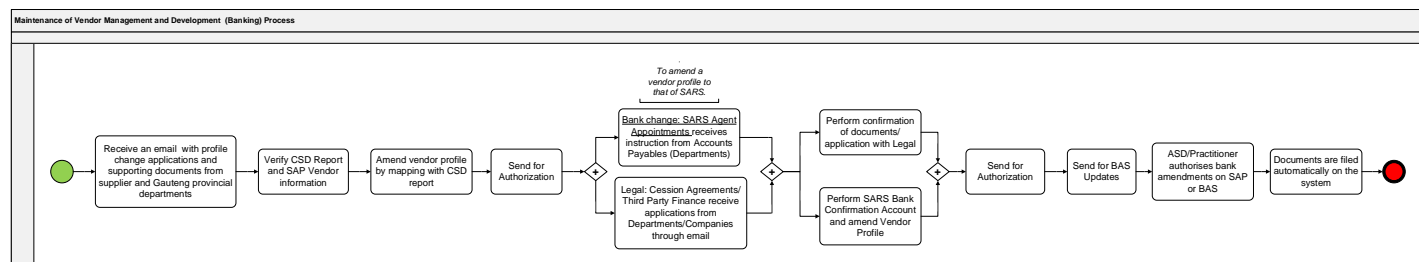 Maintenance of Vendor Management and Development (Banking) Process
To amend a
vendor profile to
that of SARS.
Receive an email with profile
change applications and
supporting documents from
supplier and Gauteng provincial
departments
Verify CSD Report
and SAP Vendor
information
Amend vendor profile
by mapping with CSD
report
Send for
Authorization
Bank change: SARS Agent
Appointments receives
instruction from Accounts
Payables (Departments)
Legal: Cession Agreements/
Third Party Finance receive
applications from
Departments/Companies
through email
Perform confirmation
of documents/
application with Legal
Perform SARS Bank
Confirmation Account
and amend Vendor
Profile
Send for
Authorization
Send for BAS
Updates
ASD/Practitioner
authorises bank
amendments on SAP
or BAS
Documents are filed
automatically on the
system